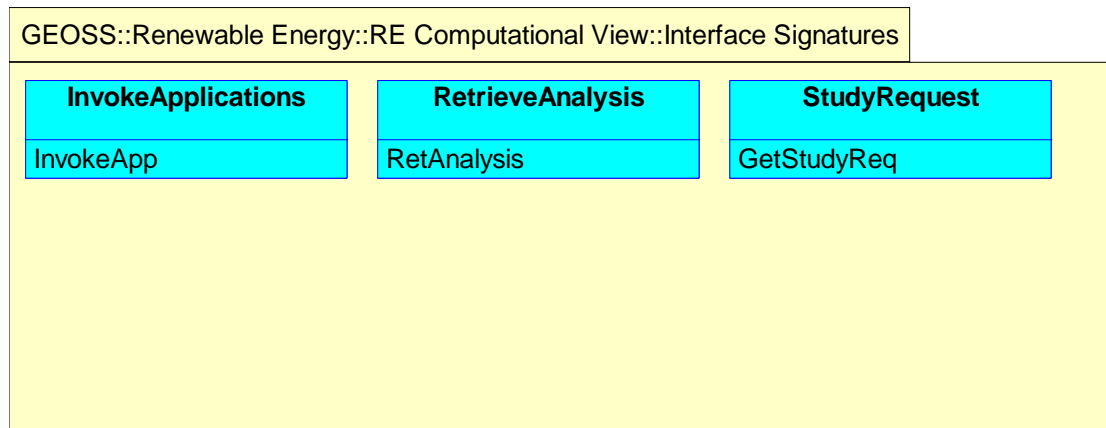 GEOSS::Renewable Energy::RE Computational View::Interface Signatures
InvokeApplications
RetrieveAnalysis
StudyRequest
InvokeApp
RetAnalysis
GetStudyReq